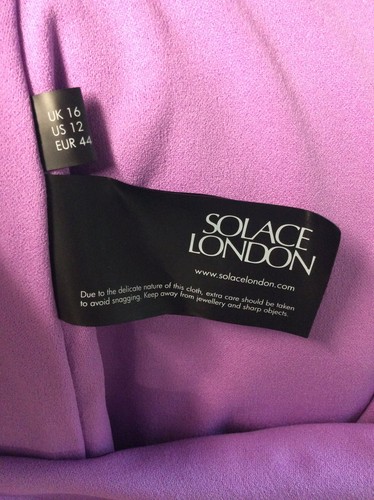 UK 16
US 12
EUR 44
SOLACE
LONDON
www.solacelondon.com
Due to the delicate nature of this cloth, extra care should be taken
to avoid snagging. Keep away from jewellery and sharp objects.